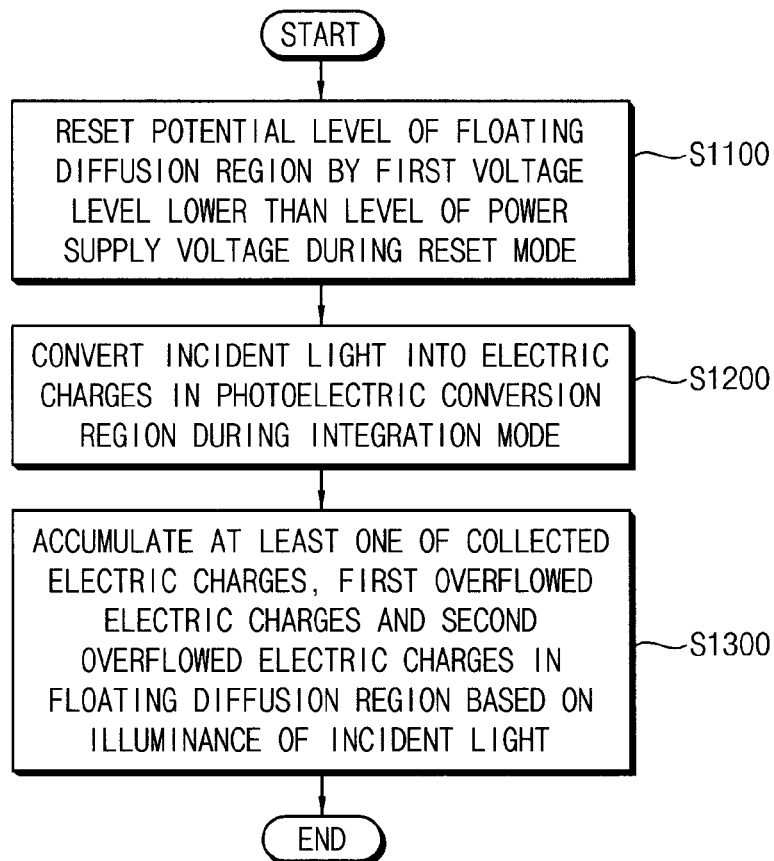 START
RESET POTENTIAL LEVEL OF FLOATING
DIFFUSION REGION BY FIRST VOLTAGE
LEVEL LOWER THAN LEVEL OF POWER
SUPPLY VOLTAGE DURING RESET MODE
S1100
CONVERT INCIDENT LIGHT INTO ELECTRIC
CHARGES IN PHOTOELECTRIC CONVERSION
REGION DURING INTEGRATION MODE
S1200
ACCUMULATE AT LEAST ONE OF COLLECTED
ELECTRIC CHARGES, FIRST OVERFLOWED
ELECTRIC CHARGES AND SECOND
OVERFLOWED ELECTRIC CHARGES IN
FLOATING DIFFUSION REGION BASED ON
ILLUMINANCE OF INCIDENT LIGHT
S1300
END